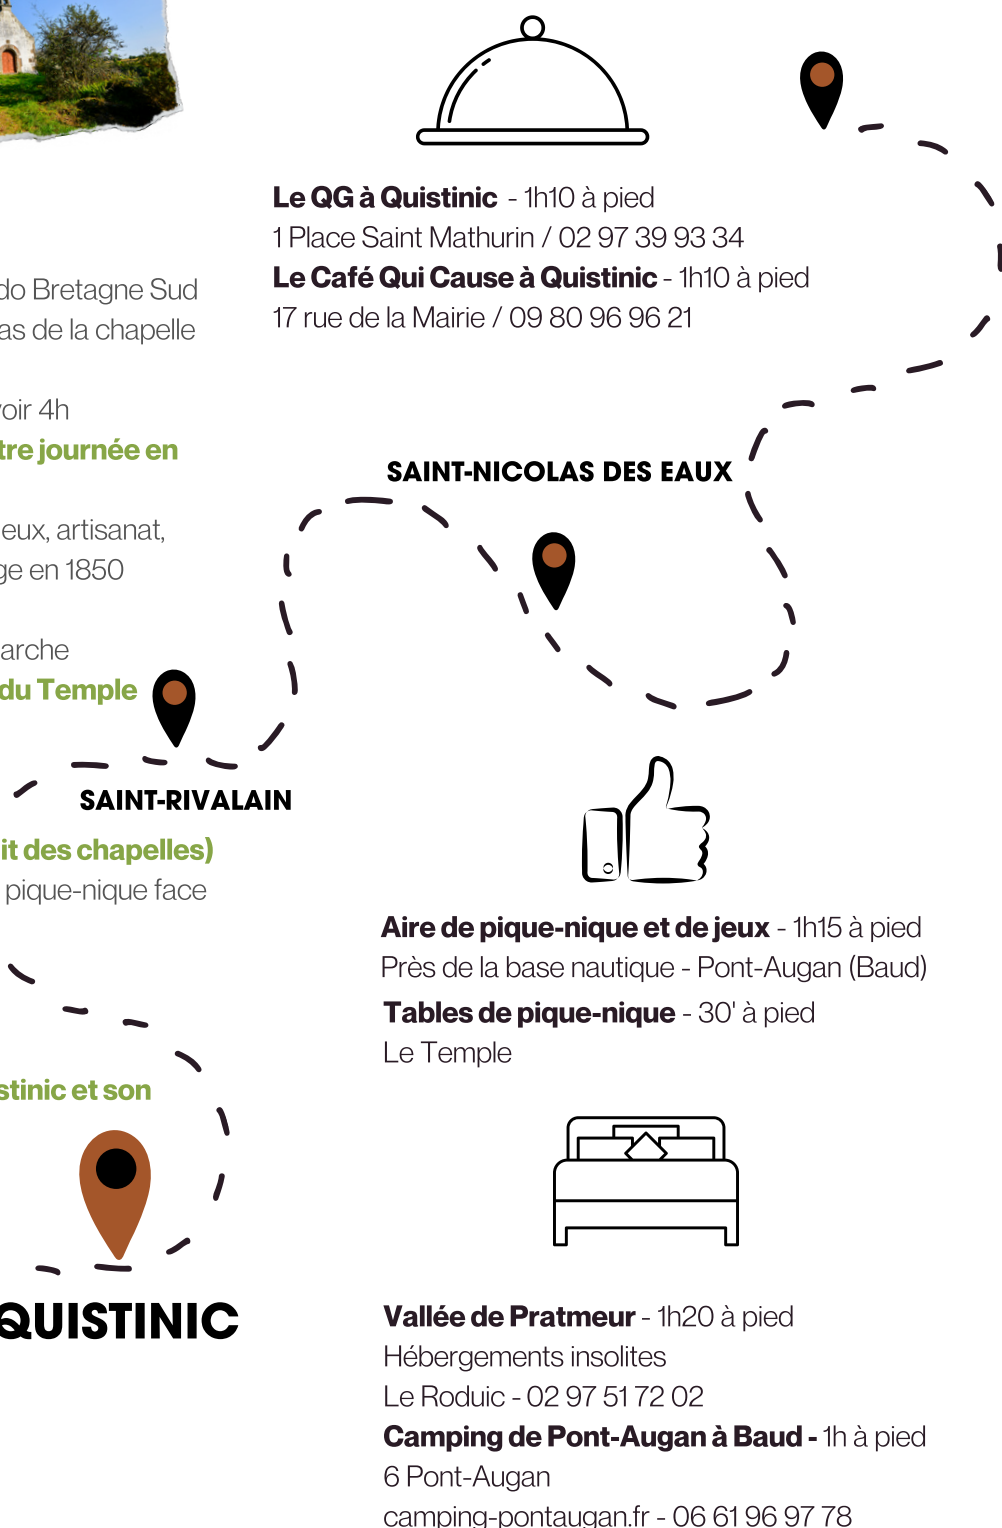 Le QG à Quistinic - 1h10 à pied
1 Place Saint Mathurin / 02 97 39 93 34
Le Café Qui Cause à Quistinic - 1h10 à pied
17 rue de la Mairie / 09 80 96 96 21
do Bretagne Sud
as de la chapelle
oir 4h
tre journée en
eux, artisanat,
ge en 1850
arche
du Temple
SAINT-NICOLAS DES EAUX
SAINT-RIVALAIN
it des chapelles)
pique-nique face
stinic et son
QUISTINIC
Aire de pique-nique et de jeux - 1h15 à pied
Près de la base nautique - Pont-Augan (Baud)
Tables de pique-nique - 30' à pied
Le Temple
Vallée de Pratmeur - 1h20 à pied
Hébergements insolites
Le Roduic - 02 97 51 72 02
Camping de Pont-Augan à Baud - 1h à pied
6 Pont-Augan
camping-pontaugan.fr - 06 61 96 97 78